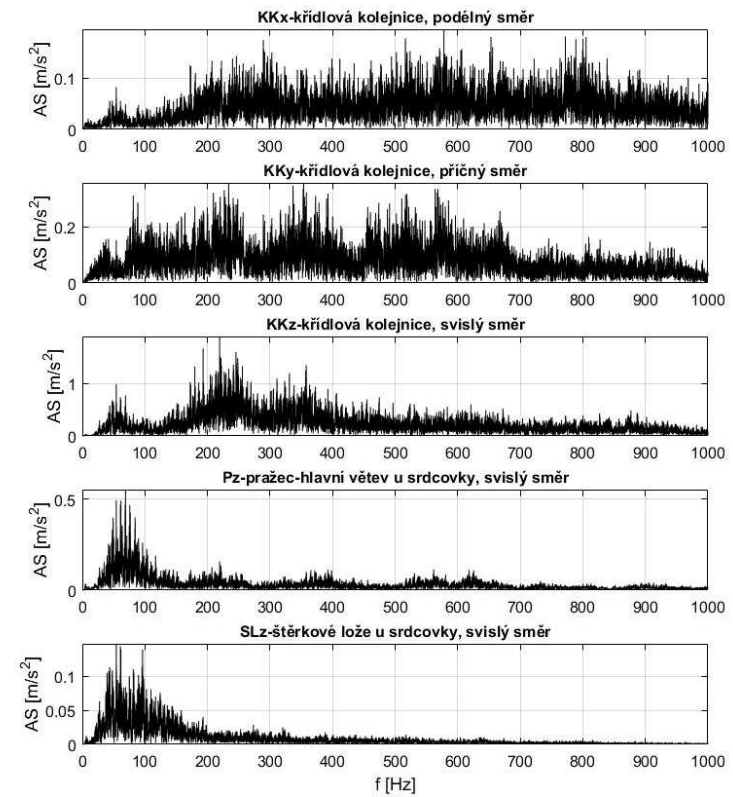 KKx-křídlová kolejnice, podélný směr
AS [m/s²]
0.1
0
0 100 200 300 400 500 600 700 800 900 1000
KKy-křídlová kolejnice, příčný směr
AS [m/s²]
0.2
0
0 100 200 300 400 500 600 700 800 900 1000
KKz-křídlová kolejnice, svislý směr
AS [m/s²]
1
0
0 100 200 300 400 500 600 700 800 900 1000
Pz-pražec-hlavní větev u srdcovky, svislý směr
AS [m/s²]
0.5
0
0 100 200 300 400 500 600 700 800 900 1000
SLz-štěrkové lože u srdcovky, svislý směr
AS [m/s²]
0.1
0.05
0
0 100 200 300 400 500 600 700 800 900 1000
f [Hz]